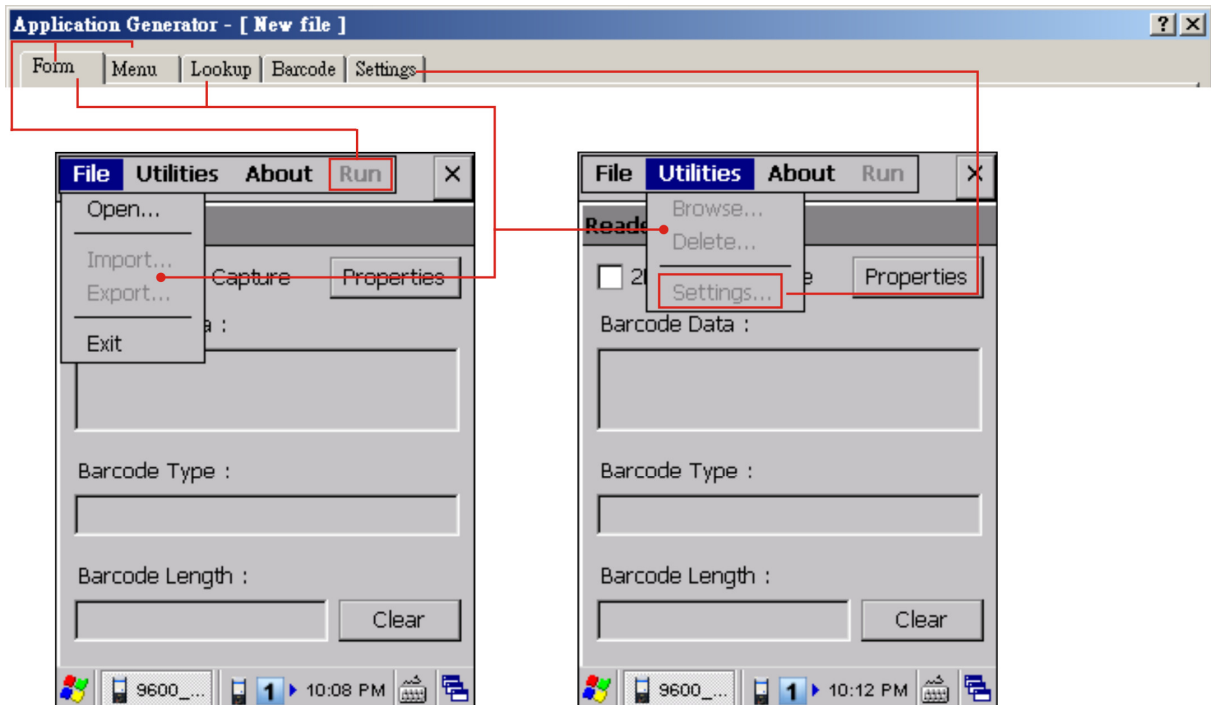 Application Generator - [ New file ]
? ×
Form Menu Lookup Barcode Settings
File Utilities About Run ×
Open...
Import...
Export...
Exit
Capture Properties
a :
Barcode Type :
Barcode Length :
Clear
9600_... 1 10:08 PM
File Utilities About Run ×
Browse...
Delete...
Settings...
Reade
2 e Properties
Barcode Data :
Barcode Type :
Barcode Length :
Clear
9600_... 1 10:12 PM